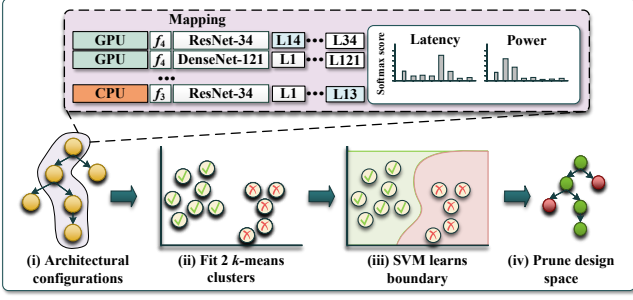 Mapping
GPU f4 ResNet-34 L14 ••• L34
GPU f4 DenseNet-121 L1 ••• L121
•••
CPU f3 ResNet-34 L1 ••• L13
Softmax score
Latency
Power
(i) Architectural
configurations
(ii) Fit 2 k-means
clusters
(iii) SVM learns
boundary
(iv) Prune design
space